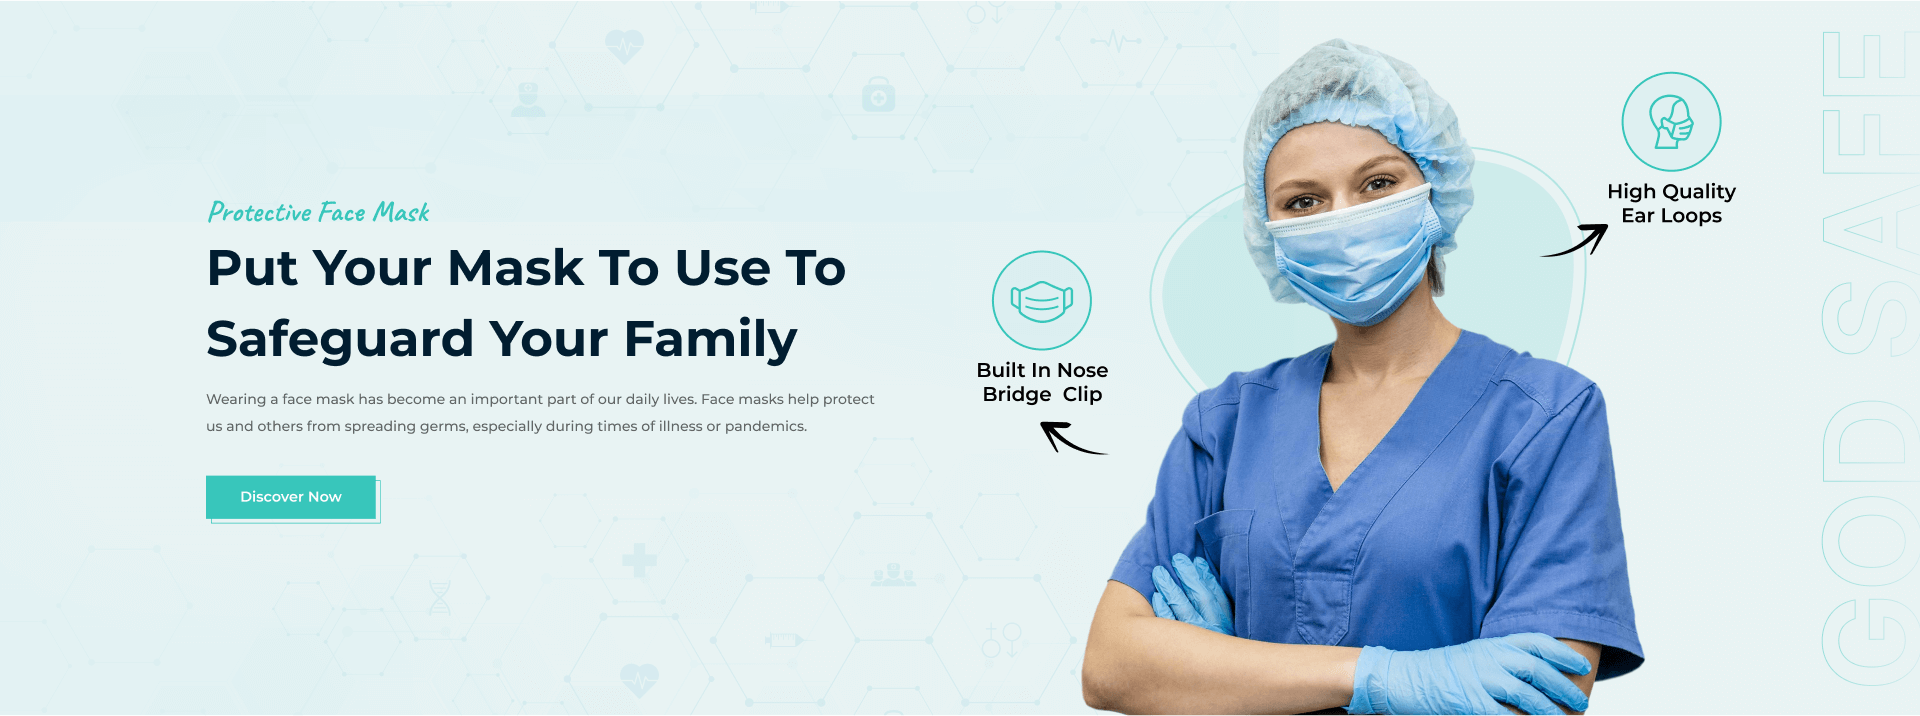 Protective Face Mask
Put Your Mask To Use To
Safeguard Your Family
Wearing a face mask has become an important part of our daily lives. Face masks help protect
us and others from spreading germs, especially during times of illness or pandemics.
Discover Now
Built In Nose
Bridge Clip
High Quality
Ear Loops
GOD SAFE